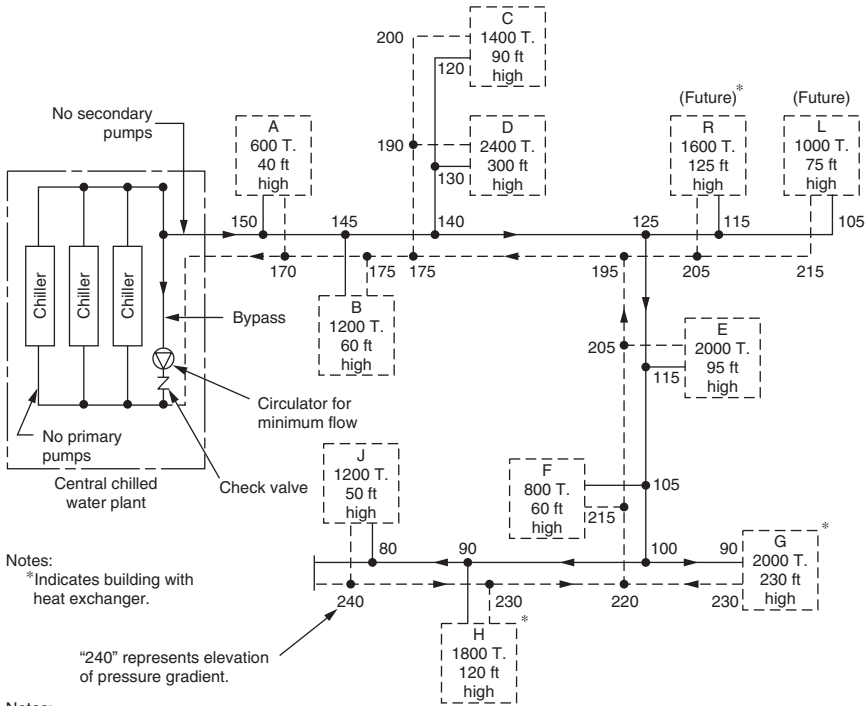 C
1400 T.
90 ft
high
200
120
(Future)*
(Future)
No secondary
pumps
A
600 T.
40 ft
high
190
D
2400 T.
300 ft
high
130
R
1600 T.
125 ft
high
L
1000 T.
75 ft
high
150
145
140
125
115
105
Chiller
Chiller
Chiller
170
175
175
195
205
215
B
1200 T.
60 ft
high
Bypass
Circulator for
minimum flow
205
115
E
2000 T.
95 ft
high
No primary
pumps
Central chilled
water plant
Check valve
J
1200 T.
50 ft
high
F
800 T.
60 ft
high
105
215
80
90
100
90
G
2000 T.
230 ft
high
*
240
230
220
230
Notes:
*Indicates building with
heat exchanger.
"240" represents elevation
of pressure gradient.
H
1800 T.
120 ft
high
*
Notes: